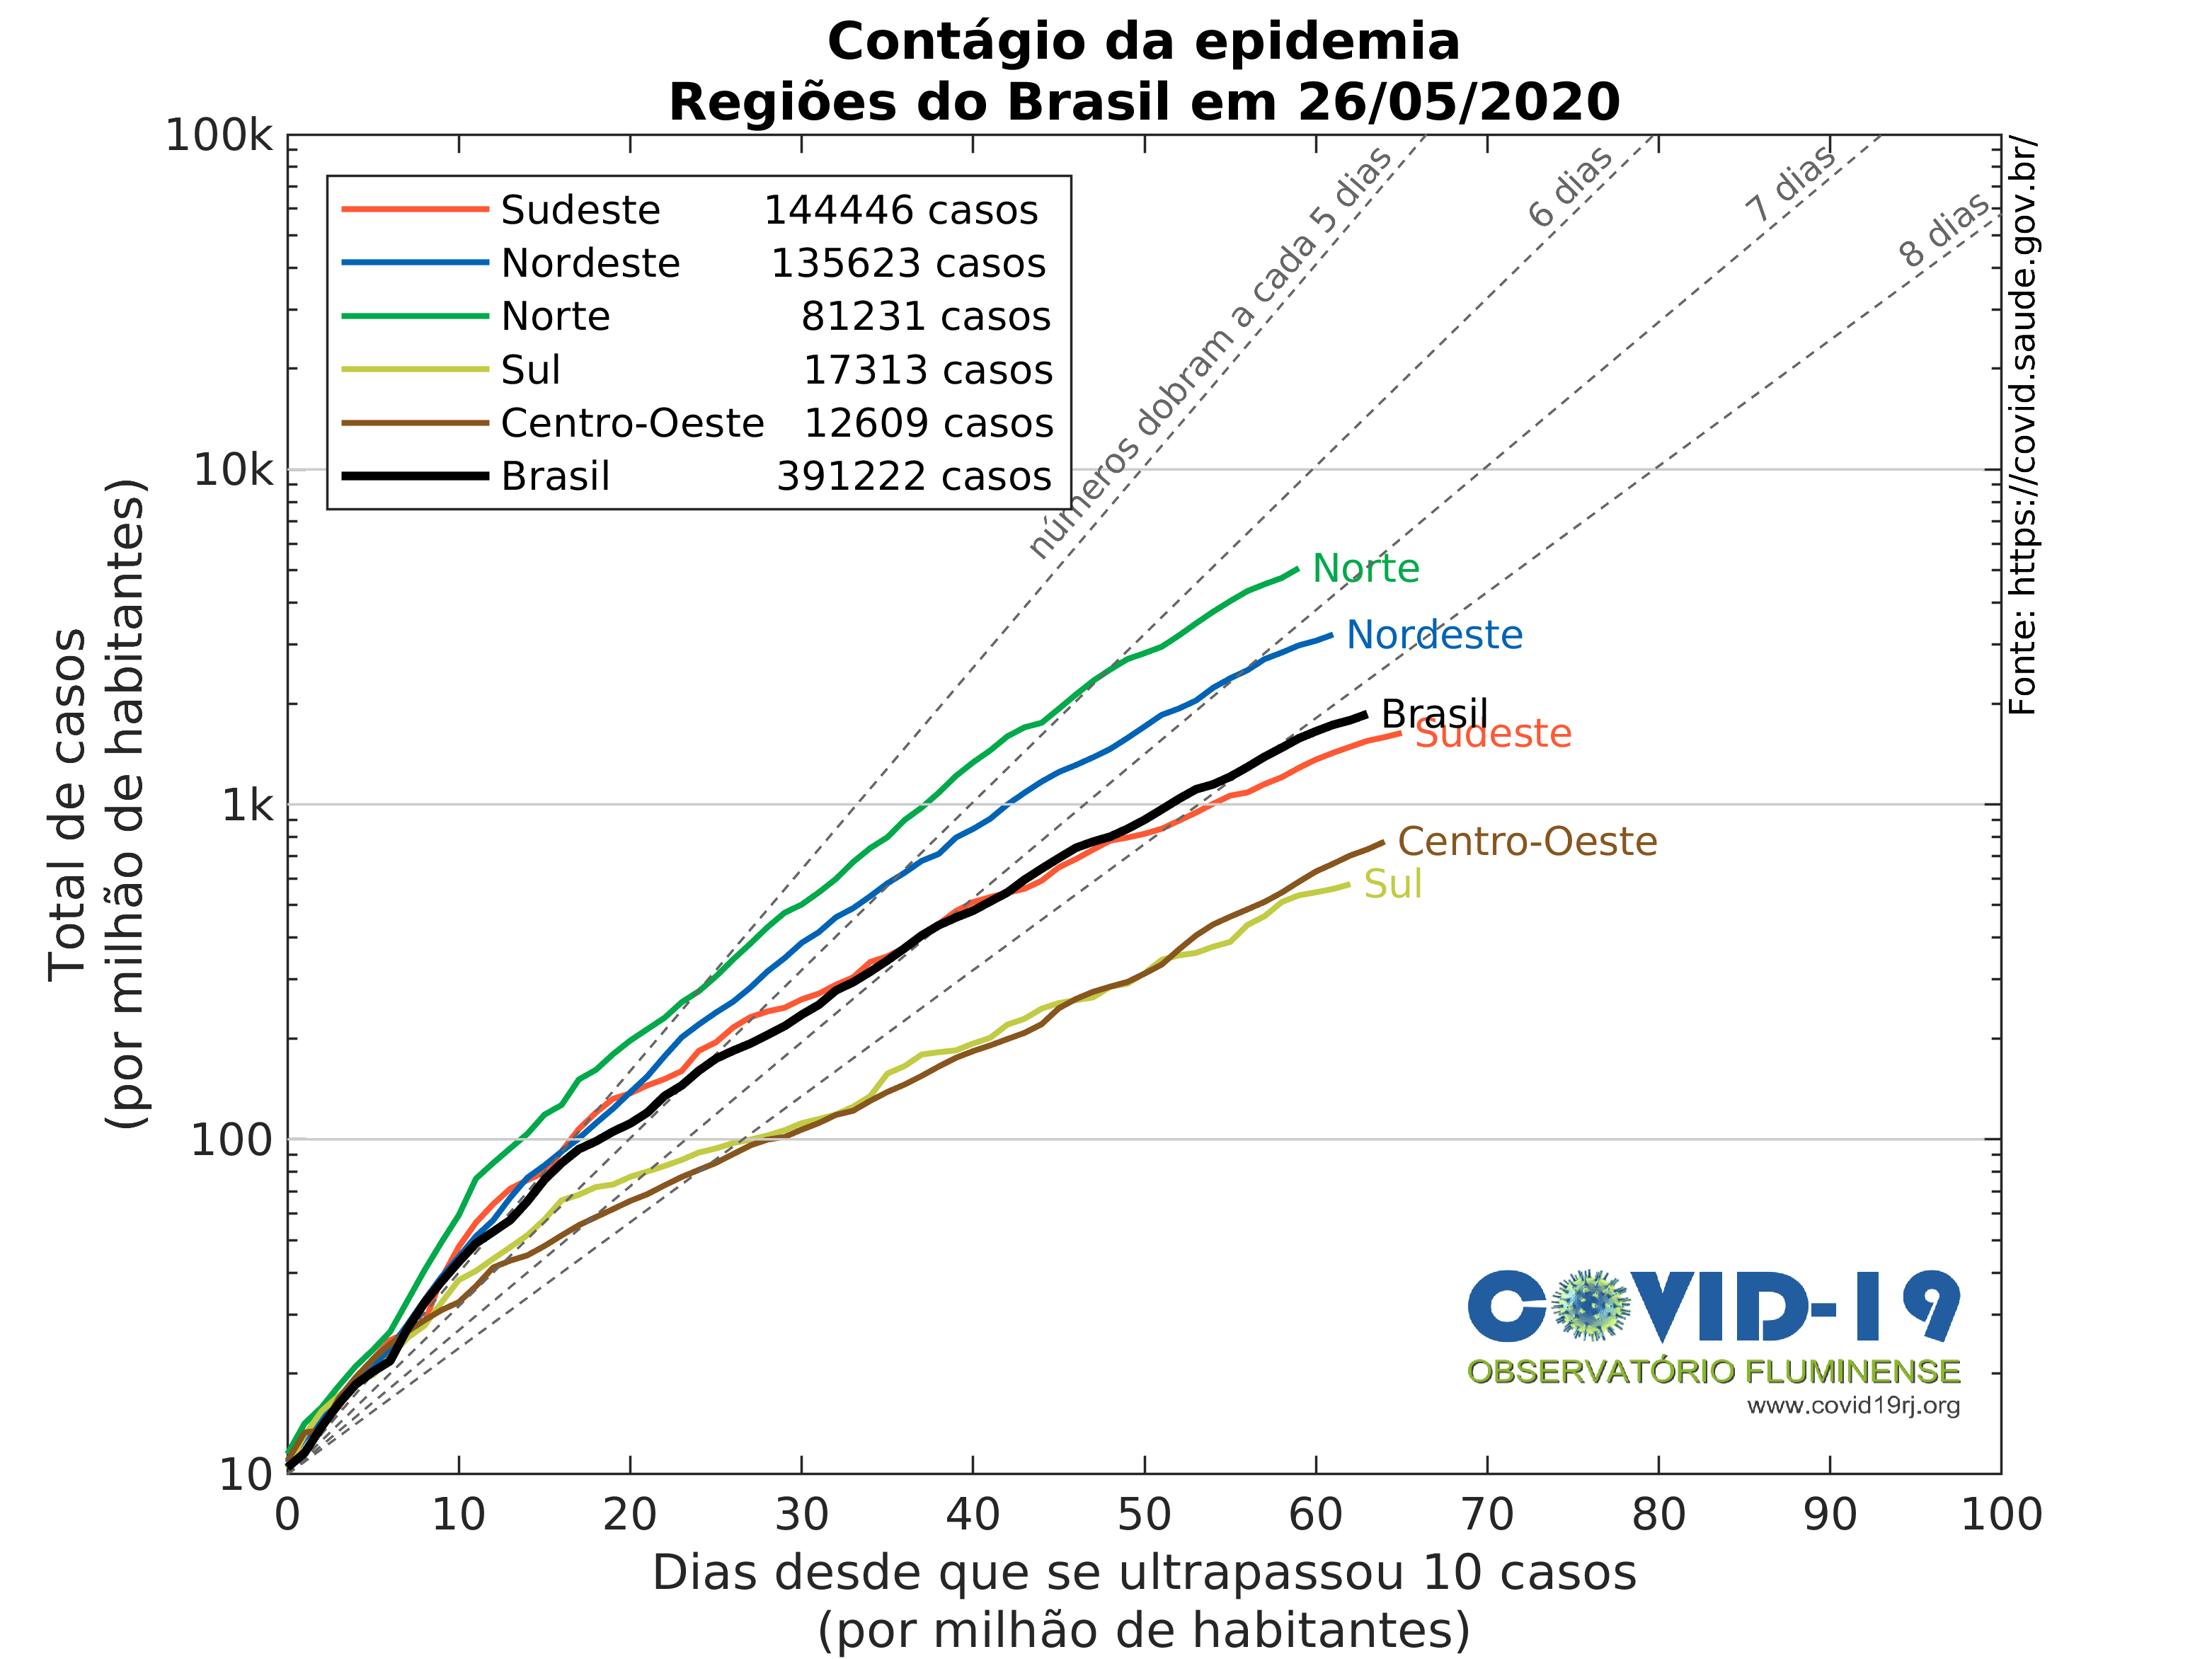 Contágio da epidemia
Regiões do Brasil em 26/05/2020
100k
10k
1k
100
10
Total de casos
(por milhão de habitantes)
Sudeste 144446 casos
Nordeste 135623 casos
Norte 81231 casos
Sul 17313 casos
Centro-Oeste 12609 casos
Brasil 391222 casos
números dobram a cada 5 dias
6 dias
7 dias
8 dias
Fonte: https://covid.saude.gov.br/
Norte
Nordeste
Brasil
Sudeste
Centro-Oeste
Sul
COVID-19
OBSERVATÓRIO FLUMINENSE
www.covid19rj.org
0 10 20 30 40 50 60 70 80 90 100
Dias desde que se ultrapassou 10 casos
(por milhão de habitantes)